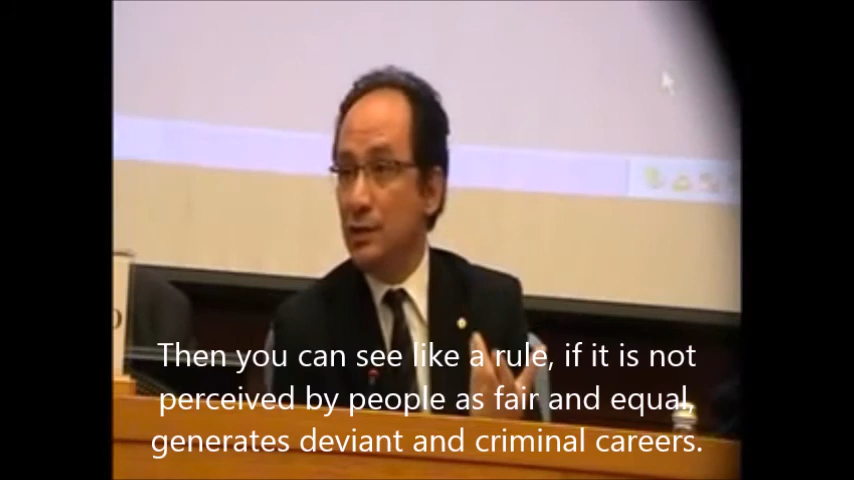 Then you can see like a rule, if it is not
perceived by people as fair and equal,
generates deviant and criminal careers.